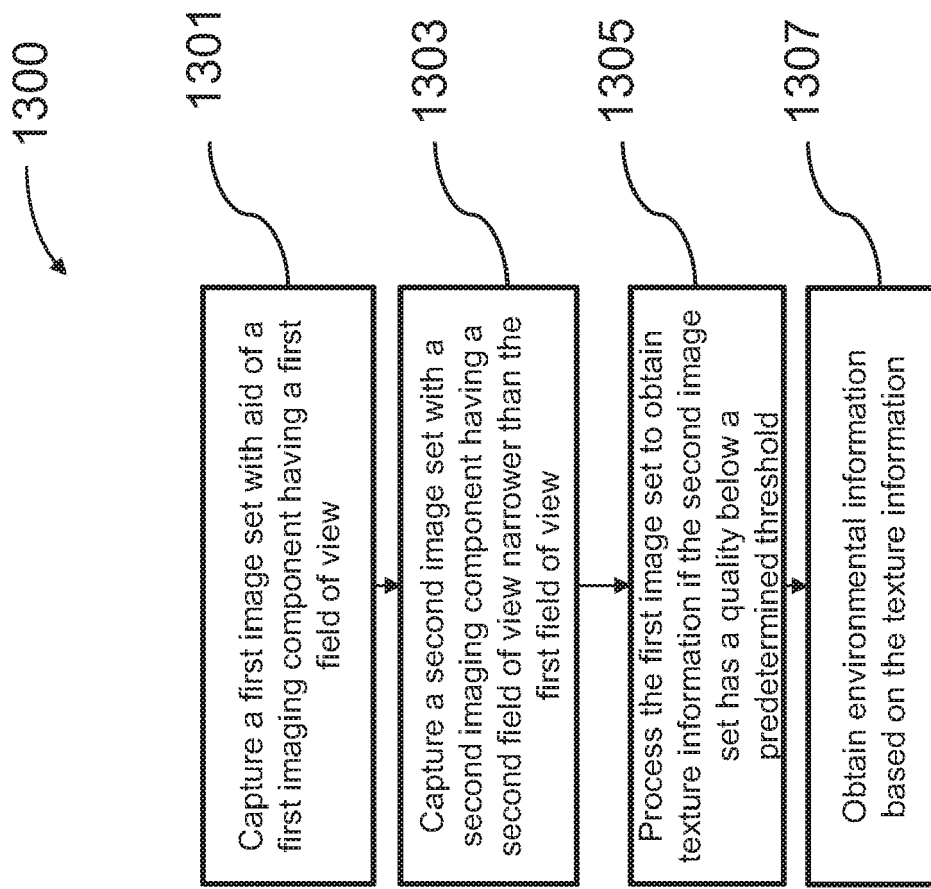 1300
1301
Capture a first image set with aid of a
first imaging component having a first
field of view
1303
Capture a second image set with a
second imaging component having a
second field of view narrower than the
first field of view
1305
Process the first image set to obtain
texture information if the second image
set has a quality below a
predetermined threshold
1307
Obtain environmental information
based on the texture information